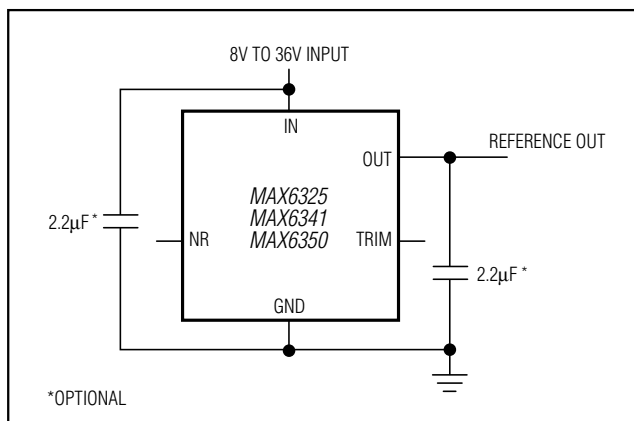 8V TO 36V INPUT
IN
OUT
REFERENCE OUT
MAX6325
MAX6341
MAX6350
2.2µF *
NR
TRIM
2.2µF *
GND
*OPTIONAL